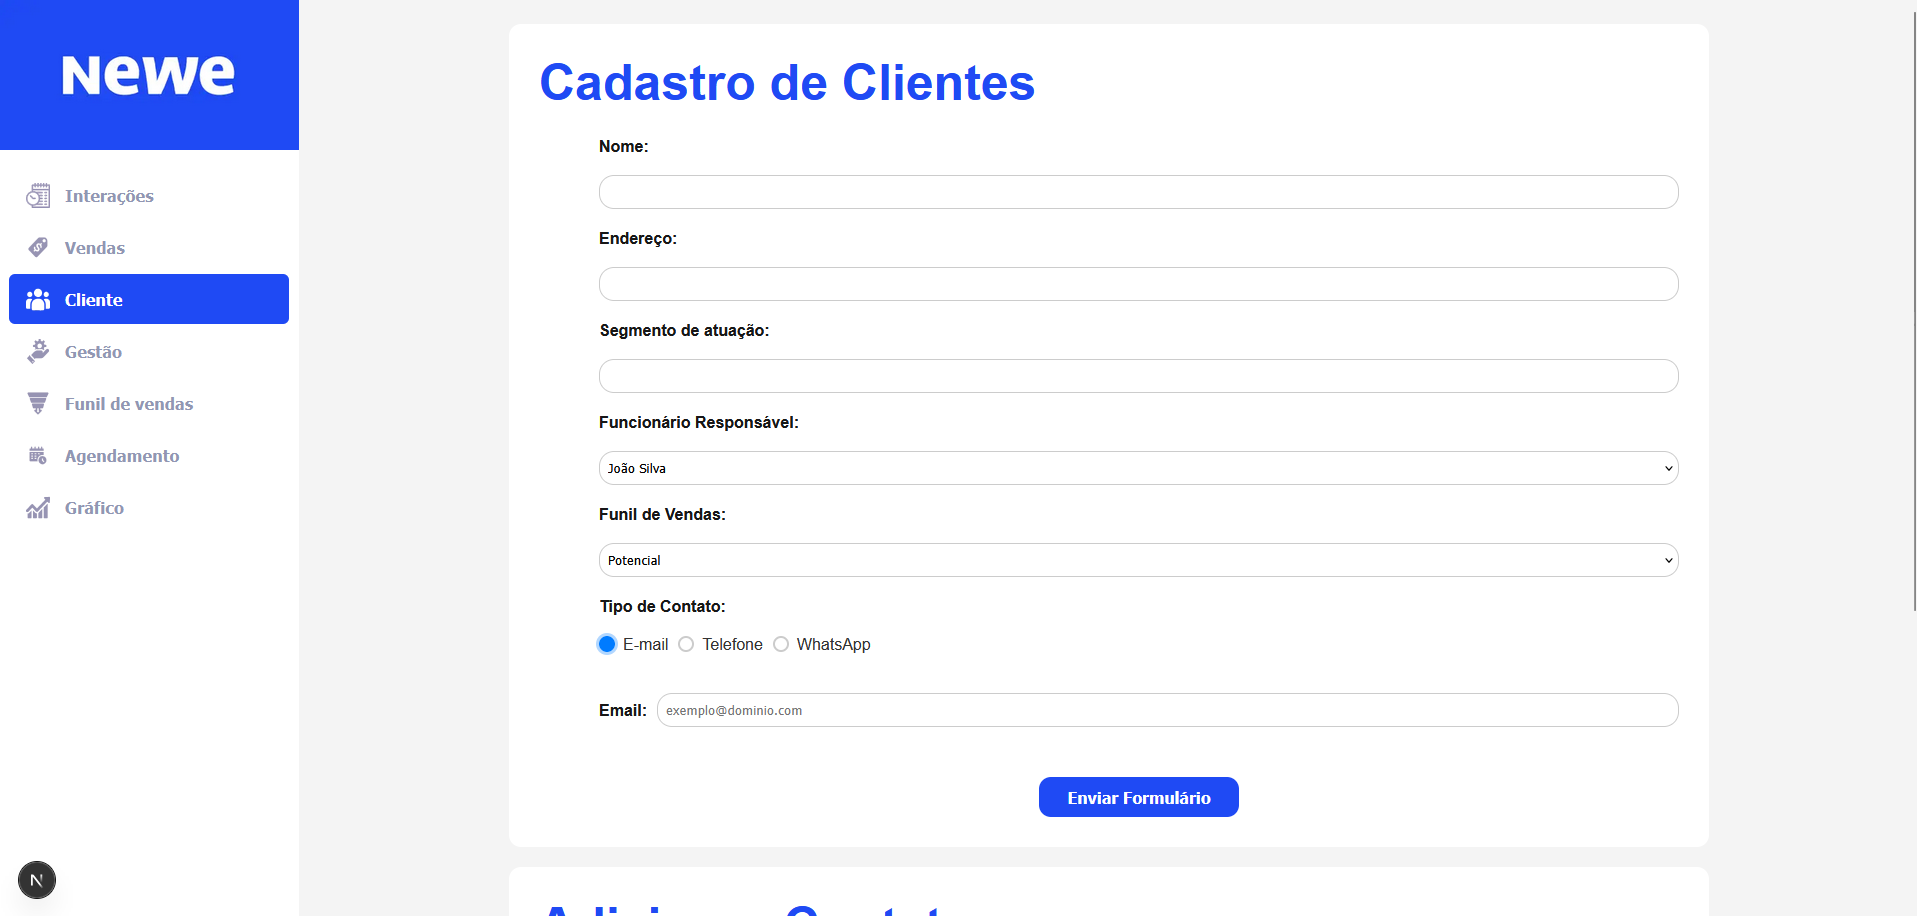 Newe
Interações
Vendas
Cliente
Gestão
Funil de vendas
Agendamento
Gráfico
N
Cadastro de Clientes
Nome:
Endereço:
Segmento de atuação:
Funcionário Responsável:
João Silva
Funil de Vendas:
Potencial
Tipo de Contato:
E-mail Telefone WhatsApp
Email: exemplo@dominio.com
Enviar Formulário